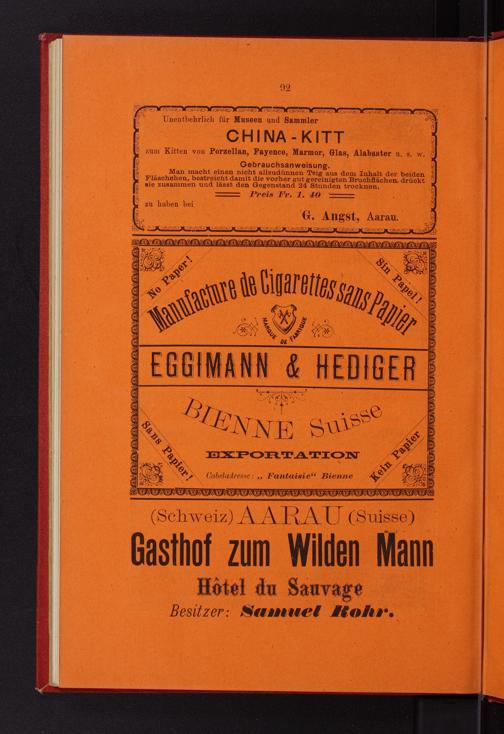 92
Unentbehrlich für Museen und Sammler
CHINA-KITT
zum Kitten von Porzellan, Fayence, Marmor, Glas, Alabaster u. s. w.
Gebrauchsanweisung.
Man macht einen nicht allzudünnen Teig aus dem Inhalt der beiden
Fläschchen, bestreicht damit die vorher gut gereinigten Bruchflächen, drückt
sie zusammen und lässt den Gegenstand 24 Stunden trocknen.
Preis Fr. 1. 40
zu haben bei
G. Angst, Aarau.
No Paper!
Sin Papel!
Manufacture de Cigarettes sans Papier
MARQUE DE FABRIQUE
EGGIMANN & HEDIGER
BIENNE Suisse
Sans Papier!
EXPORTATION
Kein Papier
Cabeladresse: „Fantaisie“ Bienne
(Schweiz) AARAU (Suisse)
Gasthof zum Wilden Mann
Hôtel du Sauvage
Besitzer: Samuel Rohr.